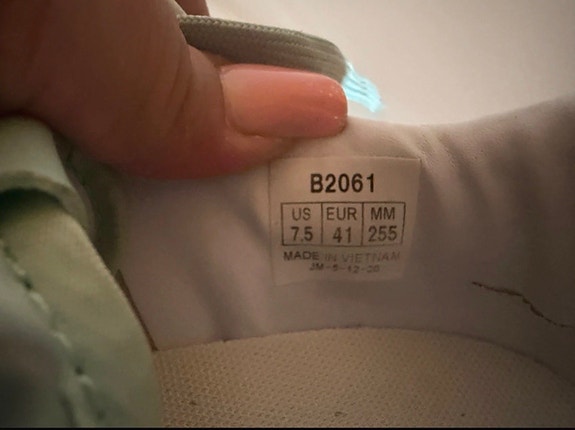 B2061
US EUR MM
7.5 41 255
MADE IN VIETNAM
JM-5-12-20